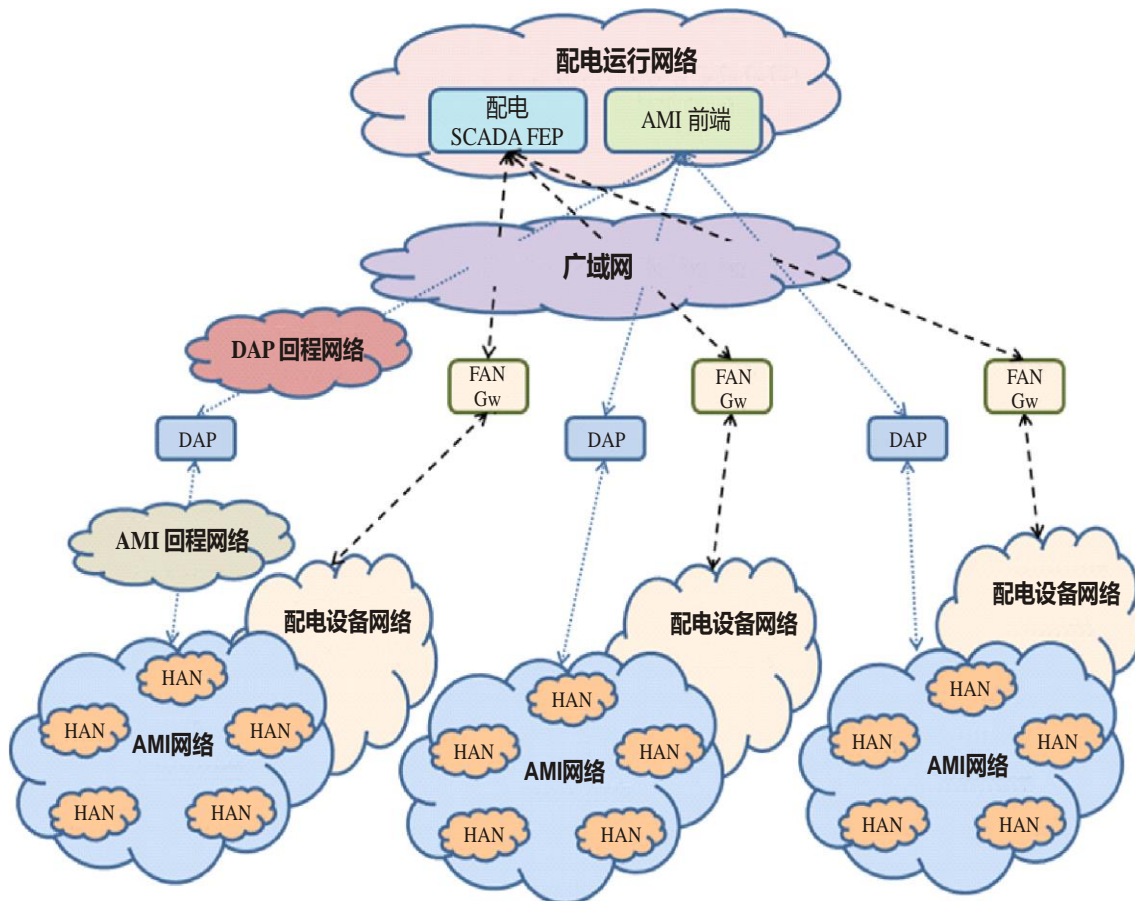 配电运行网络
配电
SCADA FEP
AMI 前端
广域网
DAP 回程网络
FAN
Gw
FAN
Gw
FAN
Gw
DAP
DAP
DAP
AMI 回程网络
配电设备网络
配电设备网络
配电设备网络
HAN
HAN
HAN
AMI网络
HAN
HAN
HAN
HAN
HAN
AMI网络
HAN
HAN
HAN
HAN
HAN
AMI网络
HAN
HAN